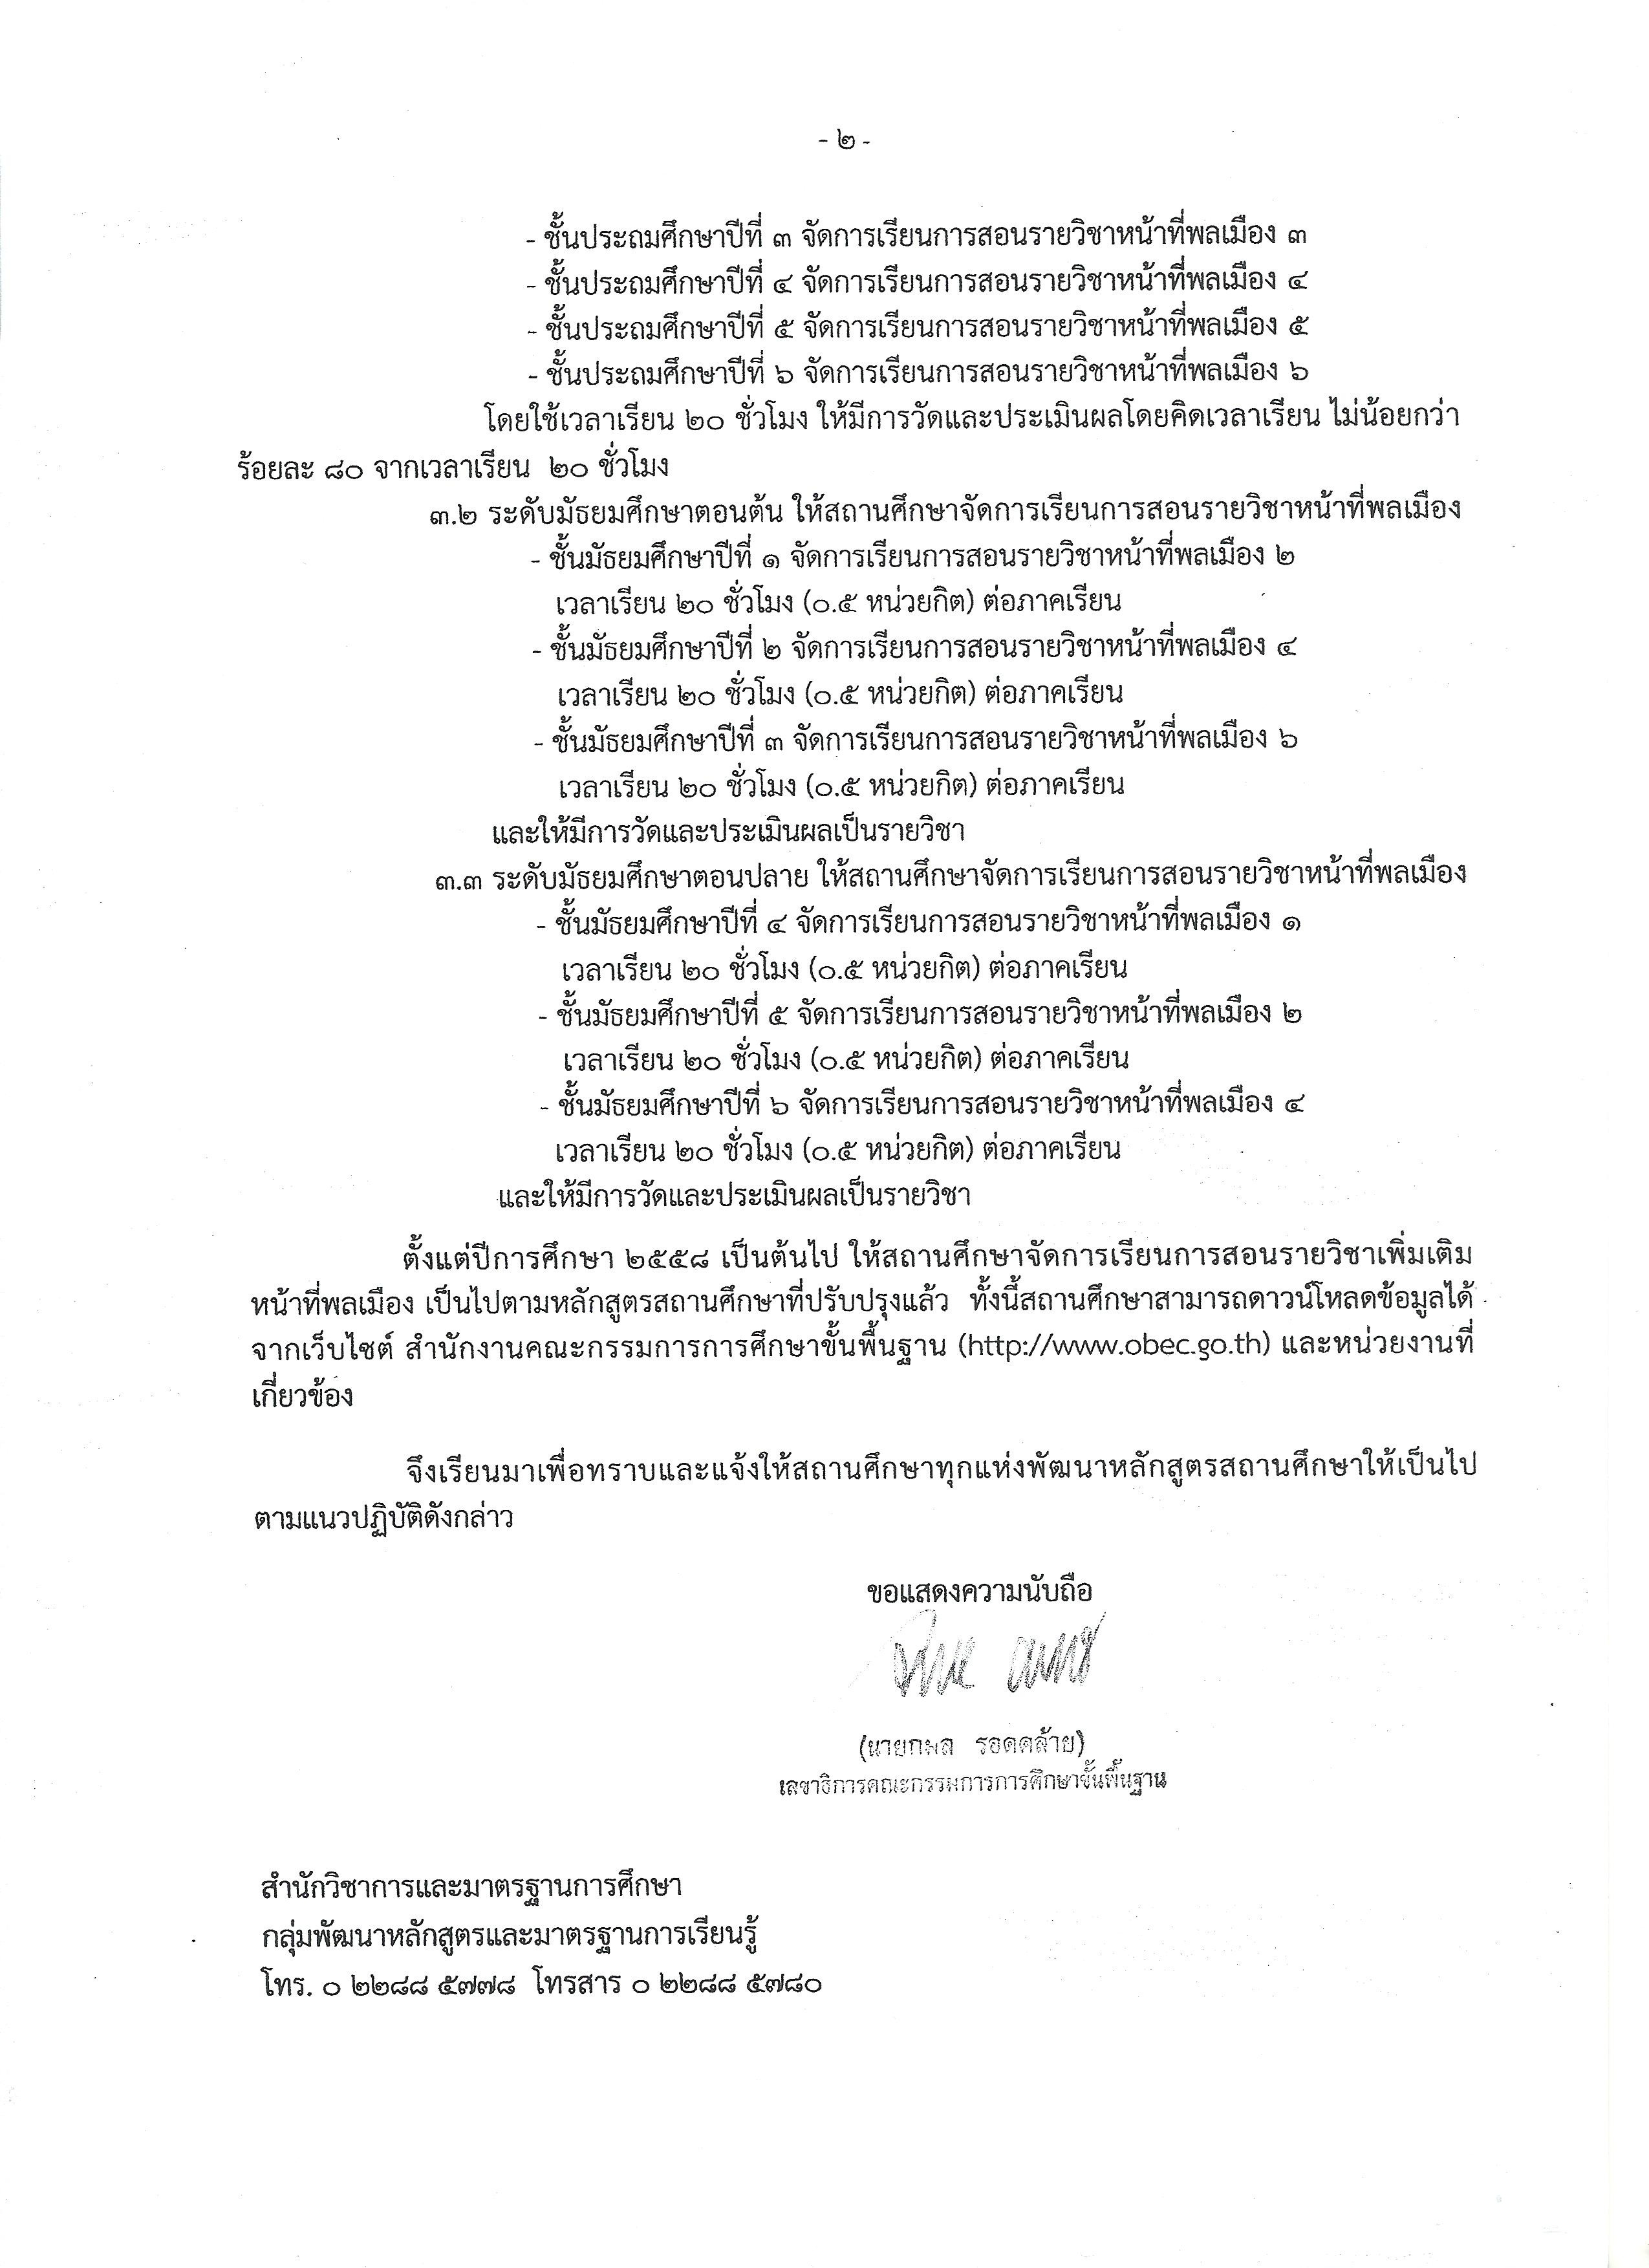 - ๒ -
- ชั้นประถมศึกษาปีที่ ๓ จัดการเรียนการสอนรายวิชาหน้าที่พลเมือง ๓
- ชั้นประถมศึกษาปีที่ ๔ จัดการเรียนการสอนรายวิชาหน้าที่พลเมือง ๔
- ชั้นประถมศึกษาปีที่ ๕ จัดการเรียนการสอนรายวิชาหน้าที่พลเมือง ๕
- ชั้นประถมศึกษาปีที่ ๖ จัดการเรียนการสอนรายวิชาหน้าที่พลเมือง ๖
โดยใช้เวลาเรียน ๒๐ ชั่วโมง ให้มีการวัดและประเมินผลโดยคิดเวลาเรียน ไม่น้อยกว่า
ร้อยละ ๘๐ จากเวลาเรียน ๒๐ ชั่วโมง
๓.๒ ระดับมัธยมศึกษาตอนต้น ให้สถานศึกษาจัดการเรียนการสอนรายวิชาหน้าที่พลเมือง
- ชั้นมัธยมศึกษาปีที่ ๑ จัดการเรียนการสอนรายวิชาหน้าที่พลเมือง ๒
เวลาเรียน ๒๐ ชั่วโมง (๐.๕ หน่วยกิต) ต่อภาคเรียน
- ชั้นมัธยมศึกษาปีที่ ๒ จัดการเรียนการสอนรายวิชาหน้าที่พลเมือง ๔
เวลาเรียน ๒๐ ชั่วโมง (๐.๕ หน่วยกิต) ต่อภาคเรียน
- ชั้นมัธยมศึกษาปีที่ ๓ จัดการเรียนการสอนรายวิชาหน้าที่พลเมือง ๖
เวลาเรียน ๒๐ ชั่วโมง (๐.๕ หน่วยกิต) ต่อภาคเรียน
และให้มีการวัดและประเมินผลเป็นรายวิชา
๓.๓ ระดับมัธยมศึกษาตอนปลาย ให้สถานศึกษาจัดการเรียนการสอนรายวิชาหน้าที่พลเมือง
- ชั้นมัธยมศึกษาปีที่ ๔ จัดการเรียนการสอนรายวิชาหน้าที่พลเมือง ๑
เวลาเรียน ๒๐ ชั่วโมง (๐.๕ หน่วยกิต) ต่อภาคเรียน
- ชั้นมัธยมศึกษาปีที่ ๕ จัดการเรียนการสอนรายวิชาหน้าที่พลเมือง ๒
เวลาเรียน ๒๐ ชั่วโมง (๐.๕ หน่วยกิต) ต่อภาคเรียน
- ชั้นมัธยมศึกษาปีที่ ๖ จัดการเรียนการสอนรายวิชาหน้าที่พลเมือง ๔
เวลาเรียน ๒๐ ชั่วโมง (๐.๕ หน่วยกิต) ต่อภาคเรียน
และให้มีการวัดและประเมินผลเป็นรายวิชา
ตั้งแต่ปีการศึกษา ๒๕๕๘ เป็นต้นไป ให้สถานศึกษาจัดการเรียนการสอนรายวิชาเพิ่มเติม
หน้าที่พลเมือง เป็นไปตามหลักสูตรสถานศึกษาที่ปรับปรุงแล้ว ทั้งนี้สถานศึกษาสามารถดาวน์โหลดข้อมูลได้
จากเว็บไซต์ สำนักงานคณะกรรมการการศึกษาขั้นพื้นฐาน (http://www.obec.go.th) และหน่วยงานที่
เกี่ยวข้อง
จึงเรียนมาเพื่อทราบและแจ้งให้สถานศึกษาทุกแห่งพัฒนาหลักสูตรสถานศึกษาให้เป็นไป
ตามแนวปฏิบัติดังกล่าว
ขอแสดงความนับถือ
(นายกมล รอดคล้าย)
เลขาธิการคณะกรรมการการศึกษาขั้นพื้นฐาน
สำนักวิชาการและมาตรฐานการศึกษา
กลุ่มพัฒนาหลักสูตรและมาตรฐานการเรียนรู้
โทร. ๐ ๒๒๘๘ ๕๗๗๘ โทรสาร ๐ ๒๒๘๘ ๕๗๘๐